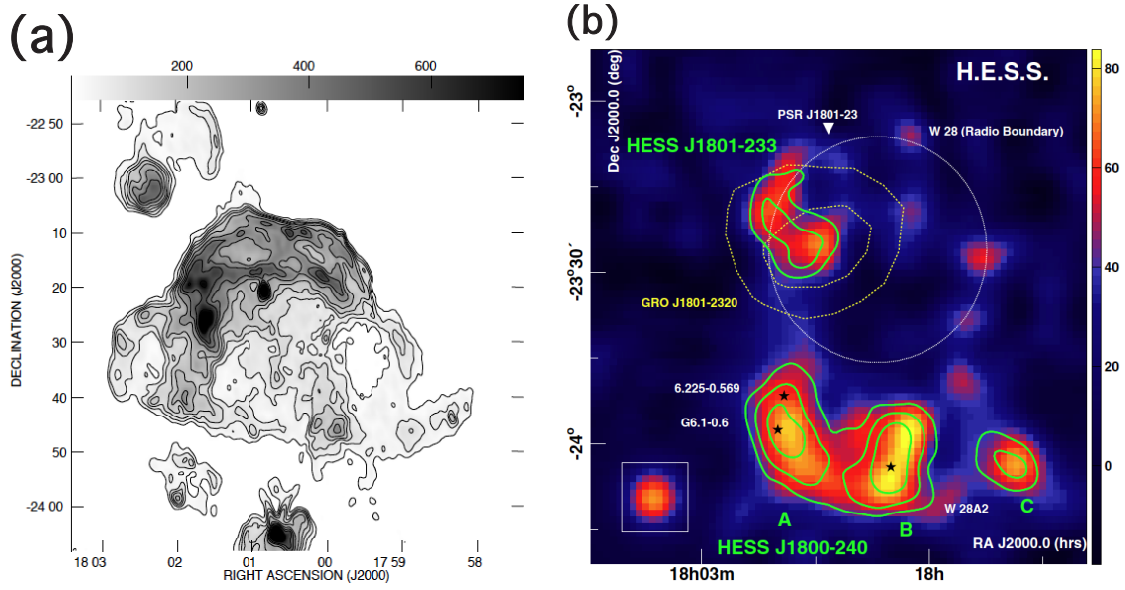 (a)
200 400 600
-22 50
-23 00
10
20
30
40
50
-24 00
DECLINATION (J2000)
18 03 02 01 00 17 59 58
RIGHT ASCENSION (J2000)
(b)
H.E.S.S.
Dec J2000.0 (deg)
-23°
-23° 30´
-24°
PSR J1801-23
W 28 (Radio Boundary)
HESS J1801-233
GRO J1801-2320
6.225-0.569
G6.1-0.6
W 28A2
A
B
C
HESS J1800-240
RA J2000.0 (hrs)
18h03m 18h
80
60
40
20
0